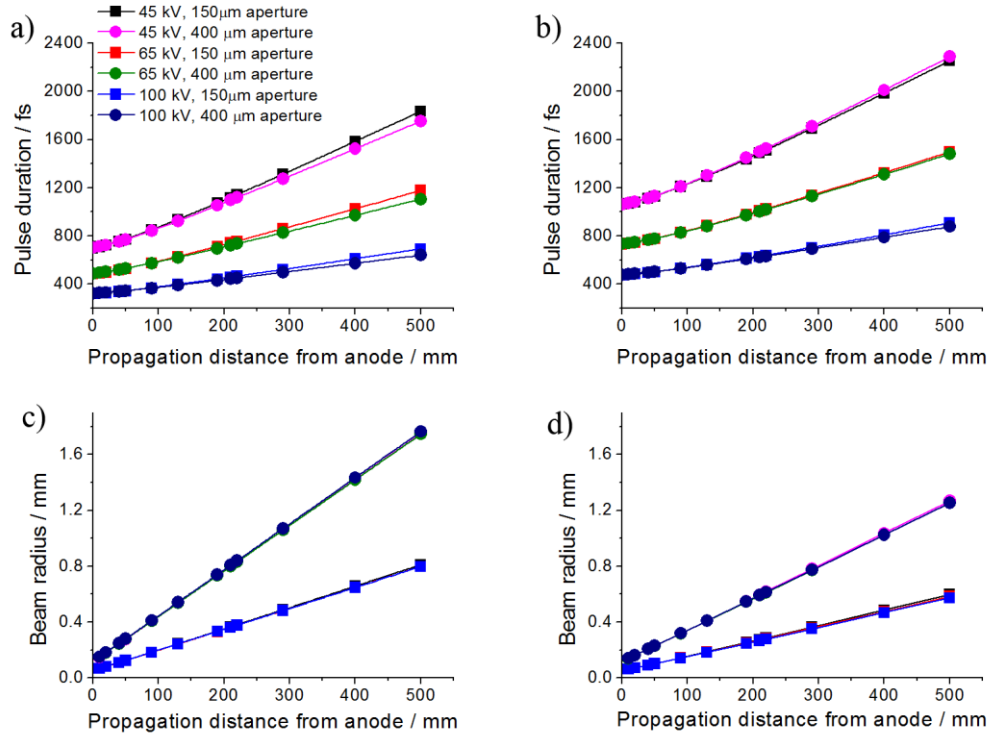 a)
45 kV, 150μm aperture
45 kV, 400 μm aperture
65 kV, 150 μm aperture
65 kV, 400 μm aperture
100 kV, 150μm aperture
100 kV, 400 μm aperture
Pulse duration / fs
2400
2000
1600
1200
800
400
0 100 200 300 400 500
Propagation distance from anode / mm
b)
Pulse duration / fs
2400
2000
1600
1200
800
400
0 100 200 300 400 500
Propagation distance from anode / mm
c)
Beam radius / mm
1.6
1.2
0.8
0.4
0.0
0 100 200 300 400 500
Propagation distance from anode / mm
d)
Beam radius / mm
1.6
1.2
0.8
0.4
0.0
0 100 200 300 400 500
Propagation distance from anode / mm